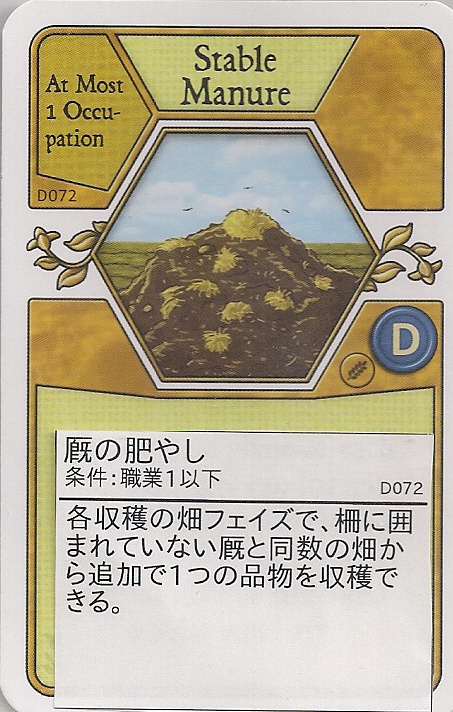 Stable
Manure
At Most
1 Occu-
pation
D072
D
厩の肥やし
条件:職業1以下
D072
各収穫の畑フェイズで、柵に囲
まれていない厩と同数の畑か
ら追加で1つの品物を収穫で
きる。